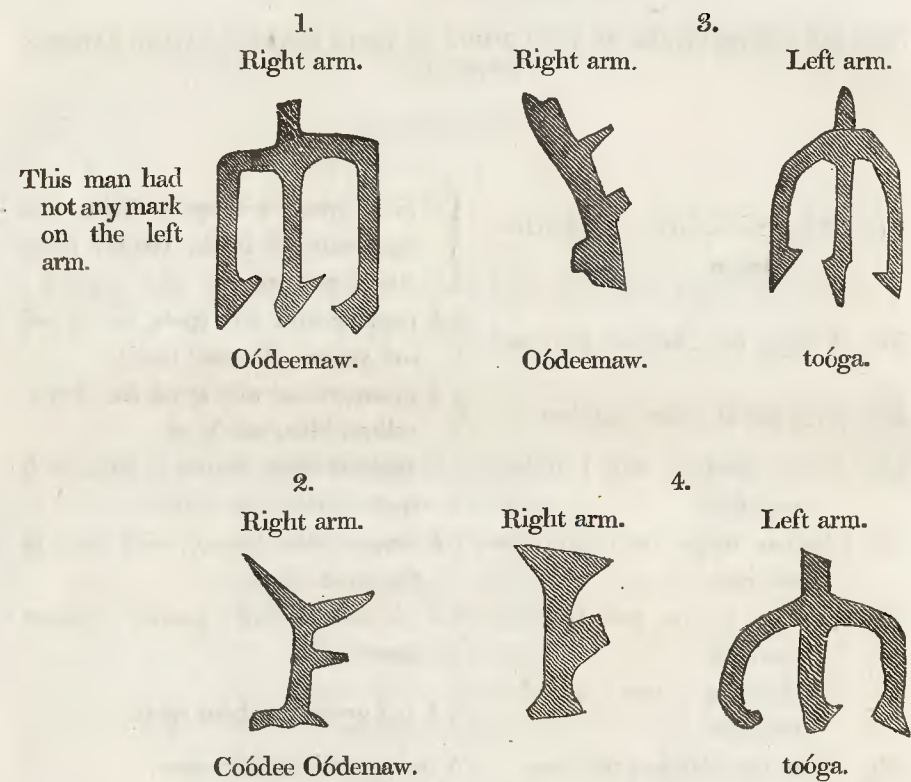 1.
Right arm.
This man had
not any mark
on the left
arm.
Oódeemaw.
3.
Right arm.
Left arm.
Oódeemaw.
toóga.
2.
Right arm.
Coódee Oódemaw.
4.
Right arm.
Left arm.
toóga.